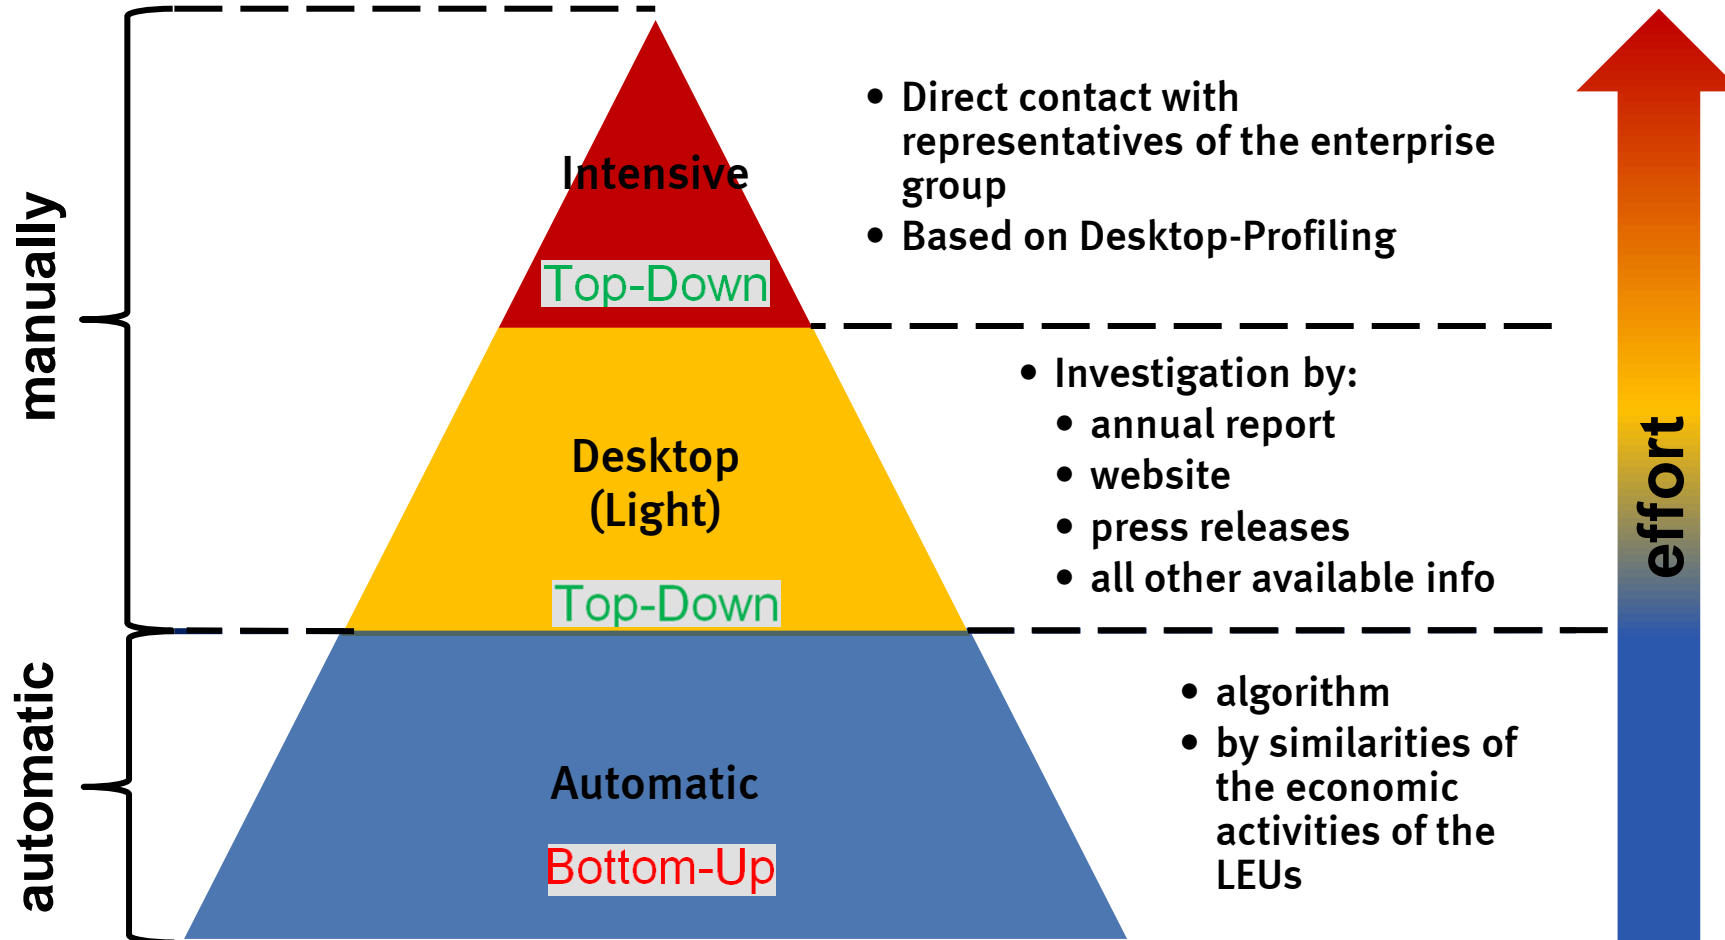 manually
Intensive
Top-Down
• Direct contact with
representatives of the enterprise
group
• Based on Desktop-Profiling
Desktop
(Light)
Top-Down
• Investigation by:
• annual report
• website
• press releases
• all other available info
effort
automatic
Automatic
Bottom-Up
• algorithm
• by similarities of
the economic
activities of the
LEUs